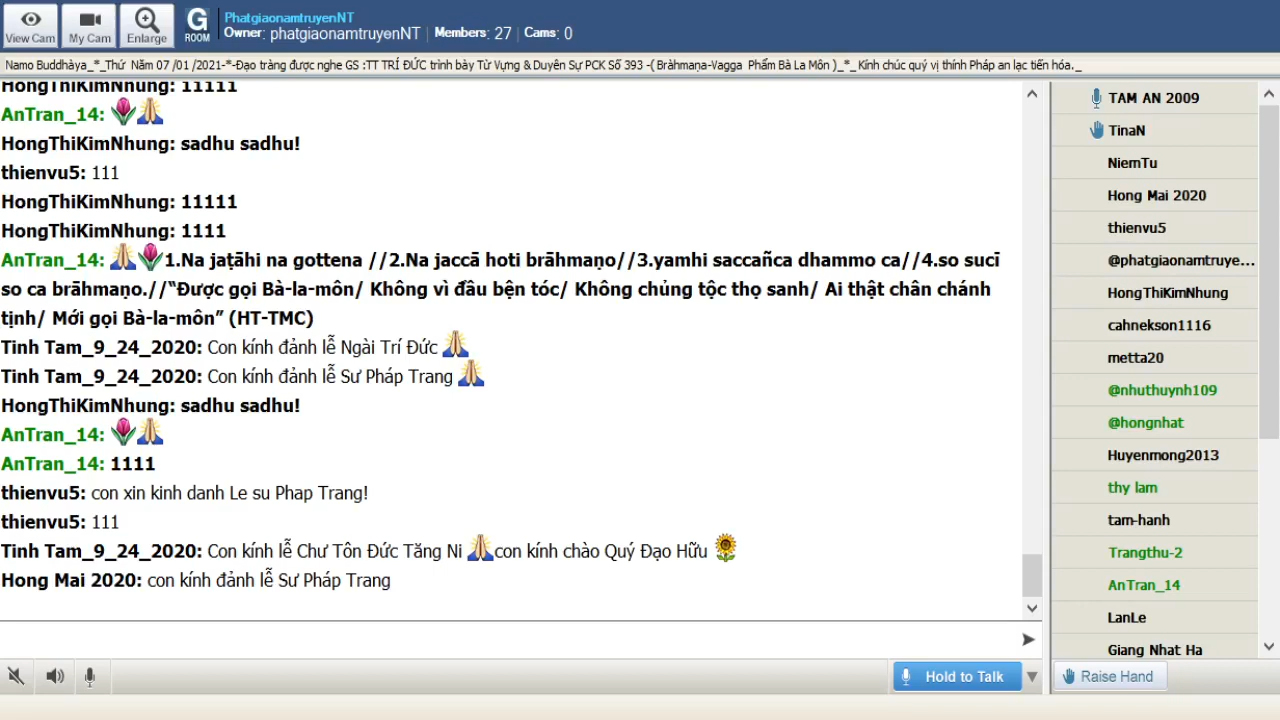 View Cam
My Cam
Enlarge
G
ROOM
PhatgiaonamtruyenNT
Owner: phatgiaonamtruyenNT | Members: 27 | Cams: 0
Namo Buddhàya_*_Thứ Năm 07 /01 /2021-*-Đạo tràng được nghe GS :TT TRÍ ĐỨC trình bày Từ Vựng & Duyên Sự PCK Số 393 -( Bràhmaṇa-Vagga Phẩm Bà La Môn )_*_ Kính chúc quý vị thính Pháp an lạc tiến hóa._
HongThiKimNhung: 11111
AnTran_14:
HongThiKimNhung: sadhu sadhu!
thienvu5: 111
HongThiKimNhung: 11111
HongThiKimNhung: 1111
AnTran_14: 1.Na jaṭāhi na gottena //2.Na jaccā hoti brāhmaṇo//3.yamhi saccañca dhammo ca//4.so sucī
so ca brāhmaṇo.//“Được gọi Bà-la-môn/ Không vì đầu bện tóc/ Không chủng tộc thọ sanh/ Ai thật chân chánh
tịnh/ Mới gọi Bà-la-môn” (HT-TMC)
Tinh Tam_9_24_2020: Con kính đảnh lễ Ngài Trí Đức
Tinh Tam_9_24_2020: Con kính đảnh lễ Sư Pháp Trang
HongThiKimNhung: sadhu sadhu!
AnTran_14:
AnTran_14: 1111
thienvu5: con xin kinh danh Le su Phap Trang!
thienvu5: 111
Tinh Tam_9_24_2020: Con kính lễ Chư Tôn Đức Tăng Ni con kính chào Quý Đạo Hữu
Hong Mai 2020: con kính đảnh lễ Sư Pháp Trang
TAM AN 2009
TinaN
NiemTu
Hong Mai 2020
thienvu5
@phatgiaonamtruye...
HongThiKimNhung
cahnekson1116
metta20
@nhuthuynh109
@hongnhat
Huyenmong2013
thy lam
tam-hanh
Trangthu-2
AnTran_14
LanLe
Giang Nhat Ha
Hold to Talk
Raise Hand